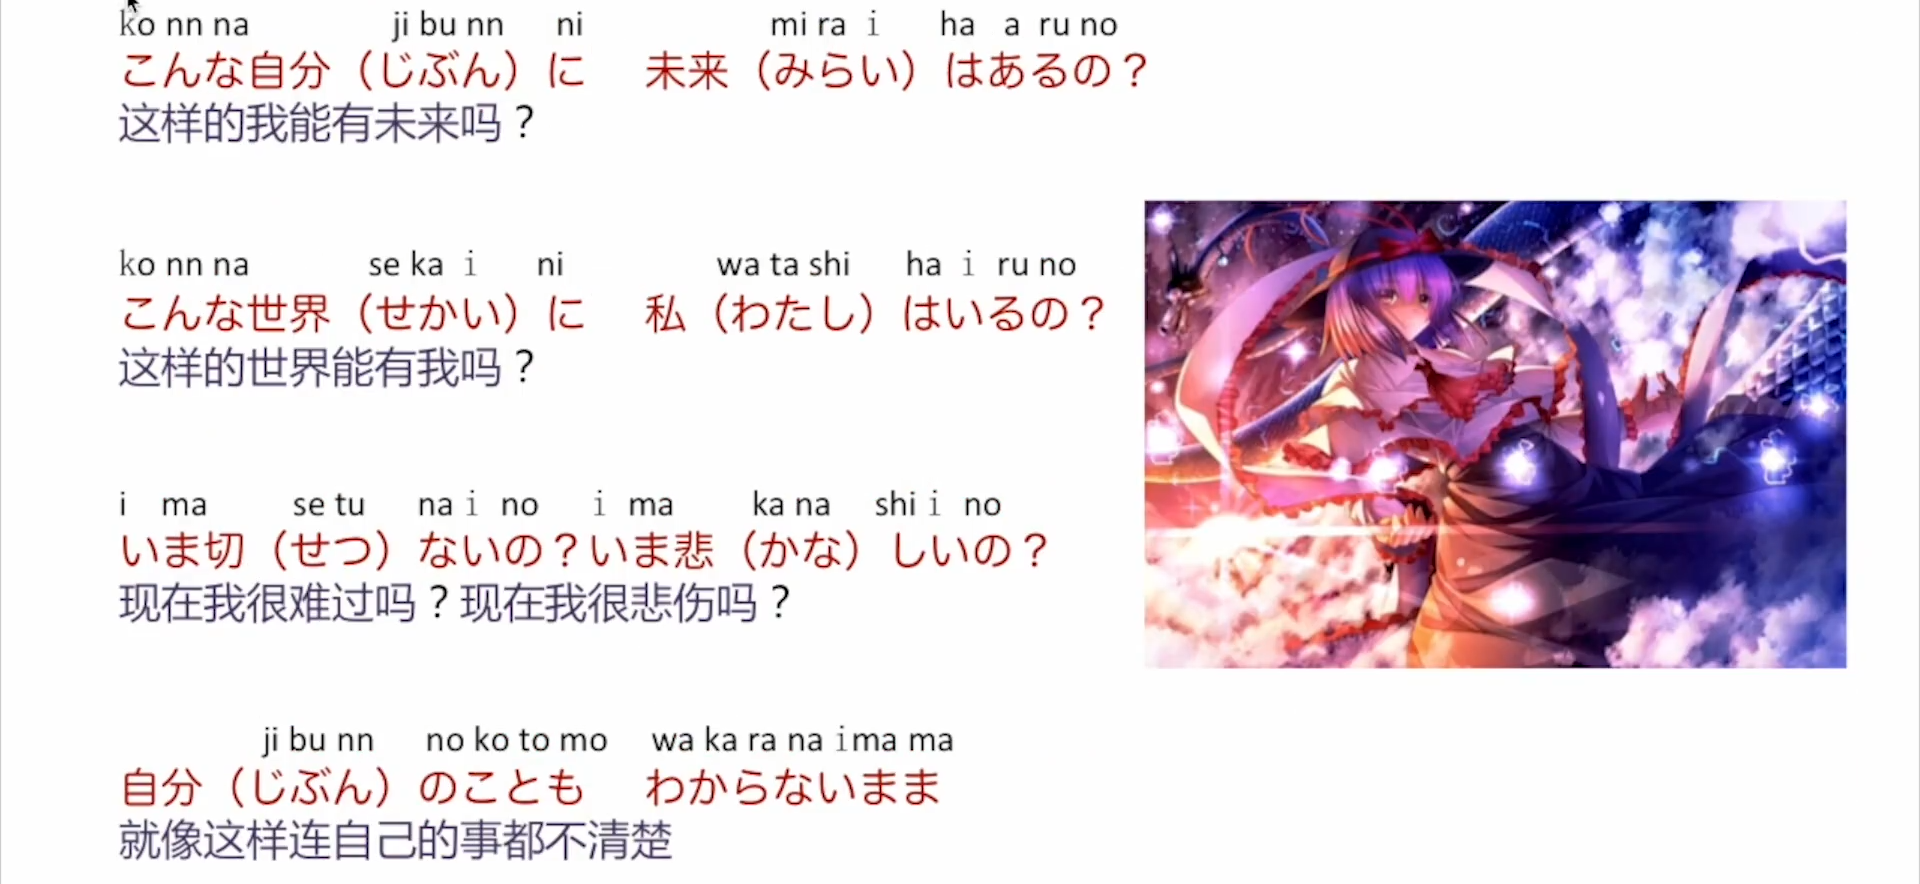 ko nn na ji bu nn ni mi ra i ha a ru no
こんな自分（じぶん）に 未来（みらい）はあるの？
这样的我能有未来吗？
ko nn na se ka i ni wa ta shi ha i ru no
こんな世界（せかい）に 私（わたし）はいるの？
这样的世界能有我吗？
i ma se tu na i no i ma ka na shi i no
いま切（せつ）ないの？いま悲（かな）しいの？
现在我很难过吗？现在我很悲伤吗？
ji bu nn no ko to mo wa ka ra na i ma ma
自分（じぶん）のことも わからないまま
就像这样连自己的事都不清楚